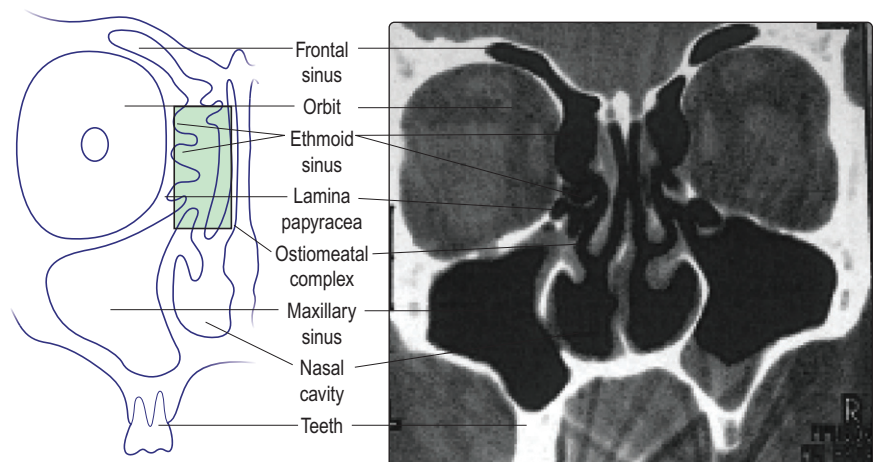 Frontal
sinus
Orbit
Ethmoid
sinus
Lamina
papyracea
Ostiomeatal
complex
Maxillary
sinus
Nasal
cavity
Teeth
R